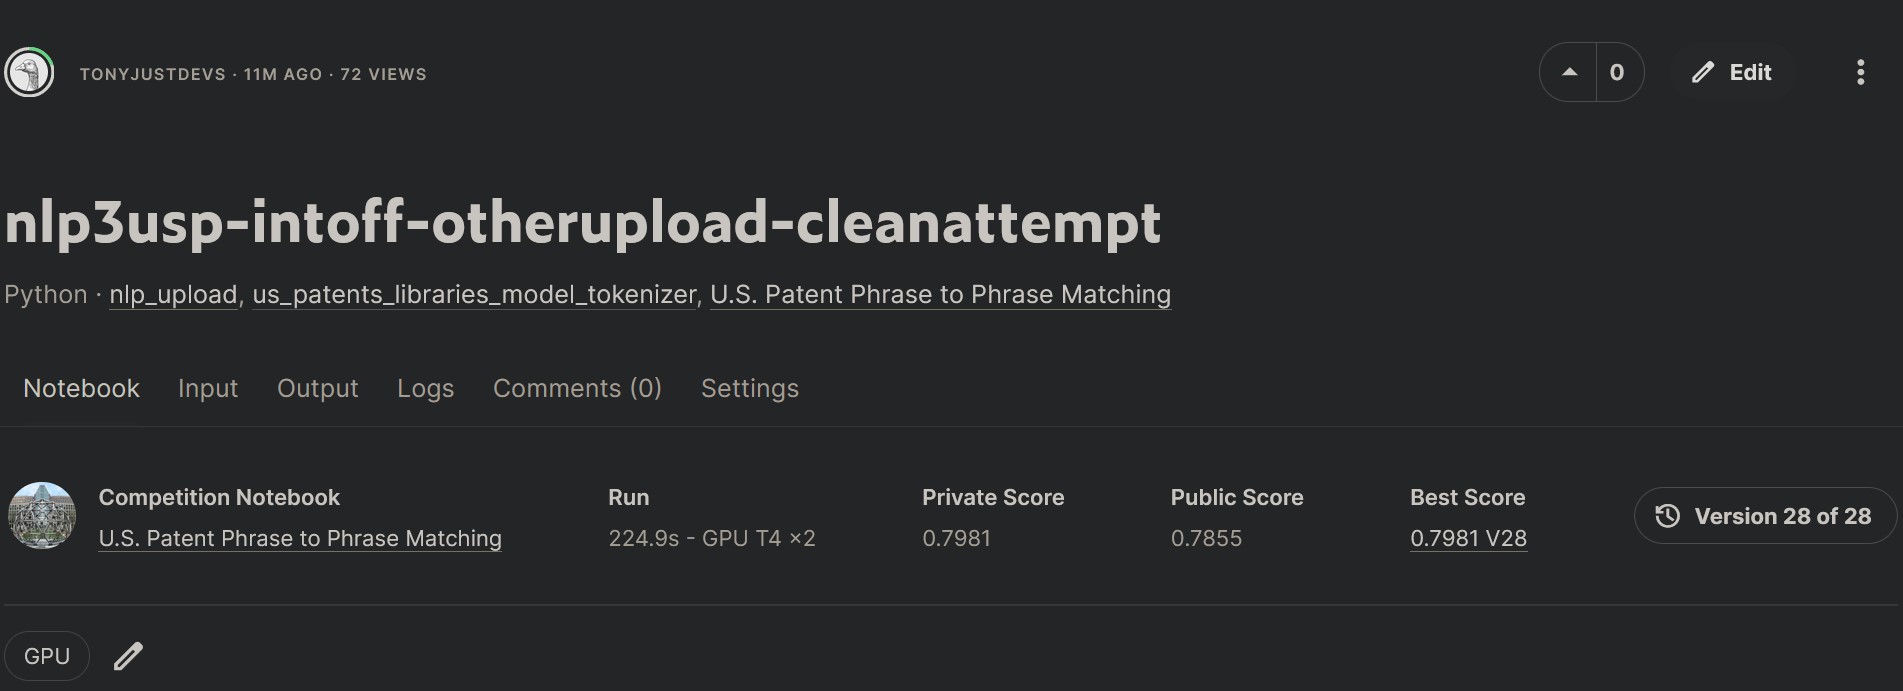 TONYJUSTDEVS · 11M AGO · 72 VIEWS
0
Edit
nlp3usp-intoff-otherupload-cleanattempt
Python · nlp_upload, us_patents_libraries_model_tokenizer, U.S. Patent Phrase to Phrase Matching
Notebook Input Output Logs Comments (0) Settings
Competition Notebook
U.S. Patent Phrase to Phrase Matching
Run
224.9s - GPU T4 ×2
Private Score
0.7981
Public Score
0.7855
Best Score
0.7981 V28
Version 28 of 28
GPU